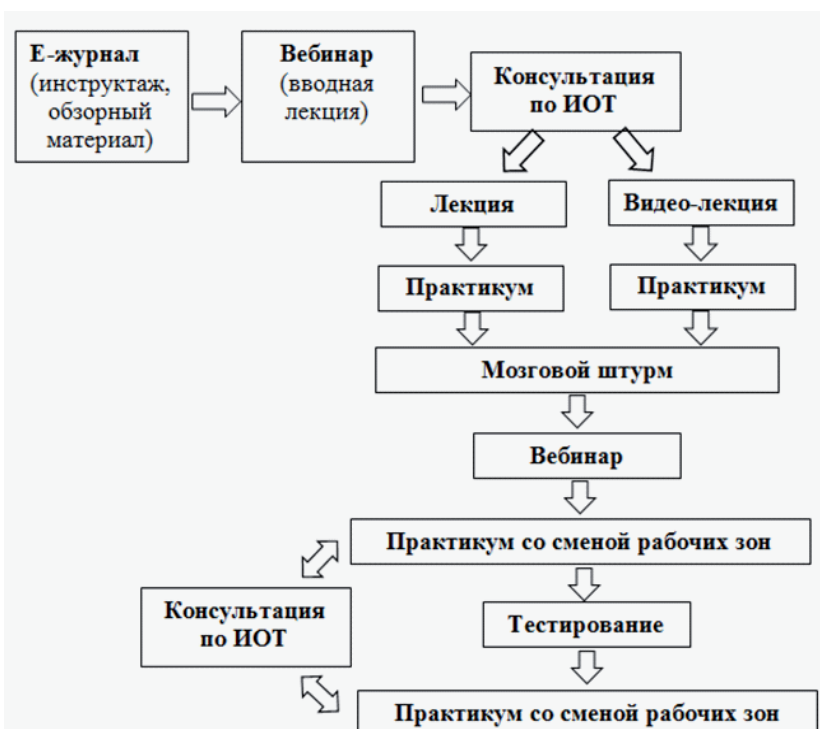 Е-журнал
(инструктаж,
обзорный
материал)
Вебинар
(вводная
лекция)
Консультация
по ИОТ
Лекция
Видео-лекция
Практикум
Практикум
Мозговой штурм
Вебинар
Практикум со сменой рабочих зон
Консультация
по ИОТ
Тестирование
Практикум со сменой рабочих зон